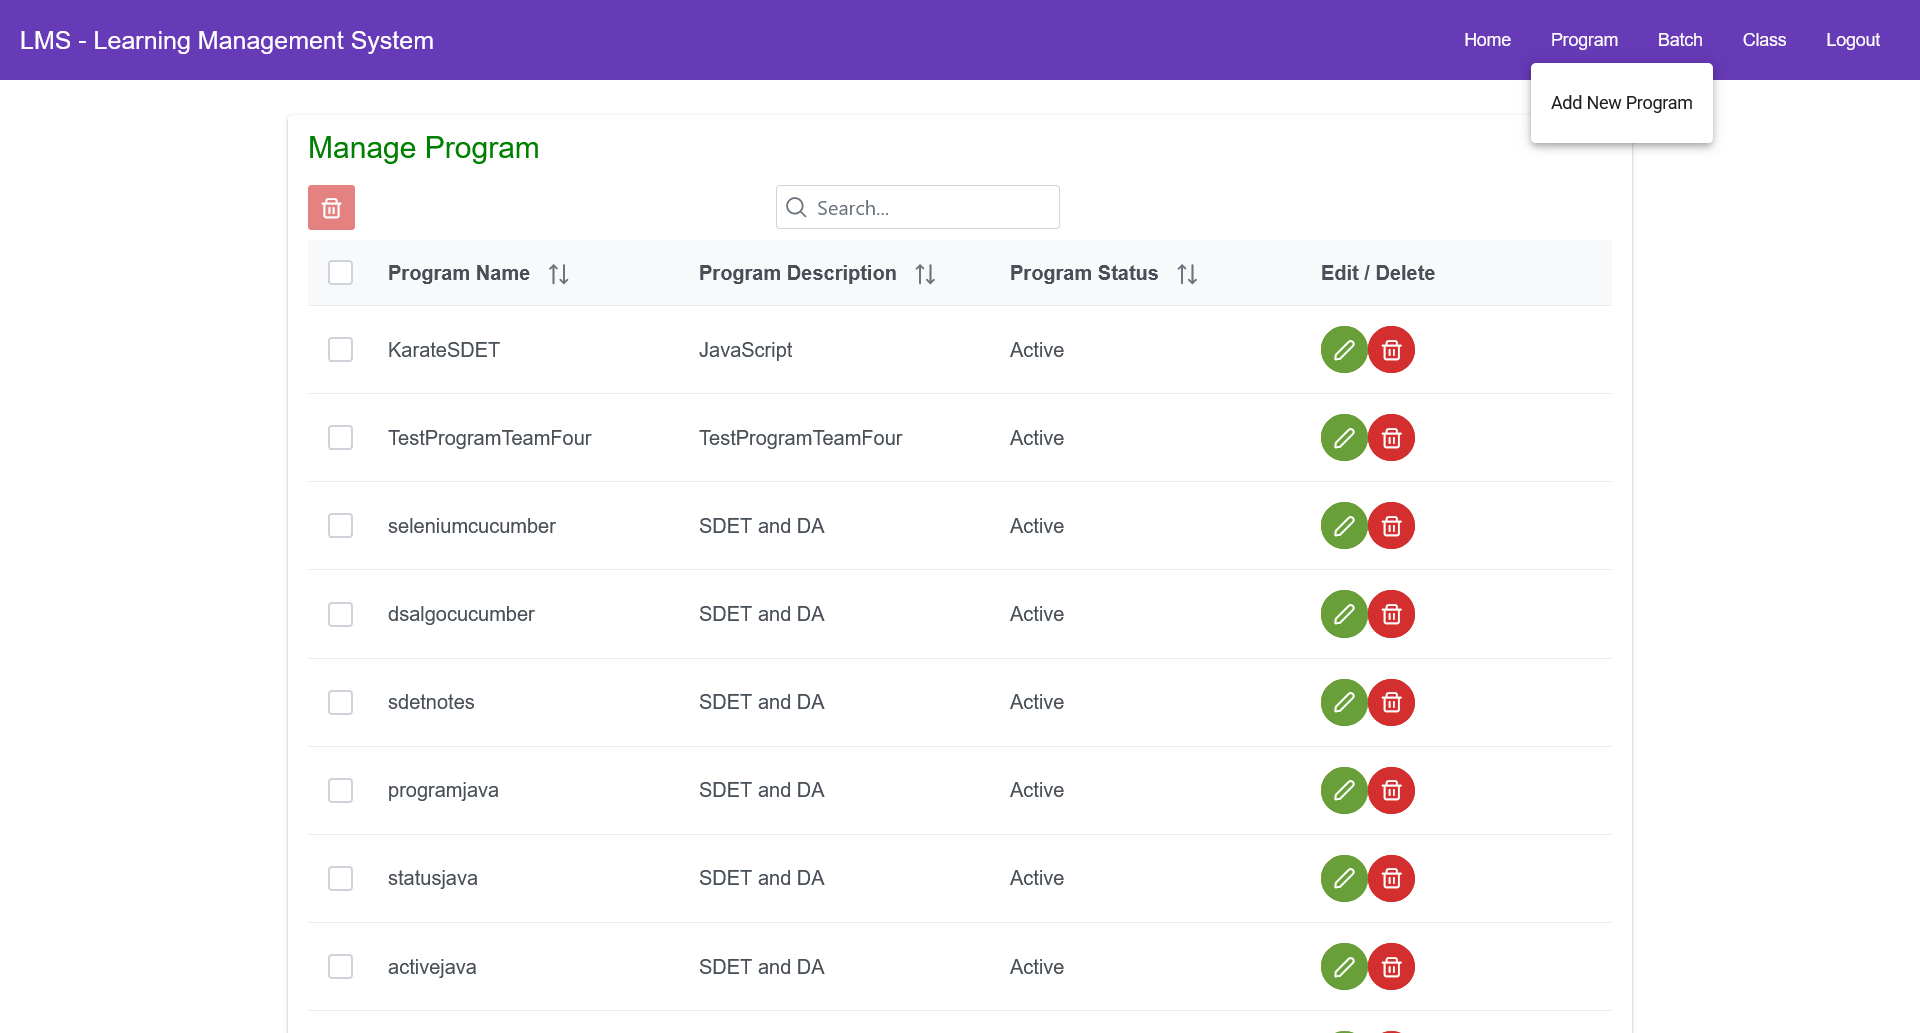 LMS - Learning Management System
Home Program Batch Class Logout
Add New Program
Manage Program
Search...
Program Name Program Description Program Status Edit / Delete
KarateSDET JavaScript Active
TestProgramTeamFour TestProgramTeamFour Active
seleniumcucumber SDET and DA Active
dsalgocucumber SDET and DA Active
sdetnotes SDET and DA Active
programjava SDET and DA Active
statusjava SDET and DA Active
activejava SDET and DA Active